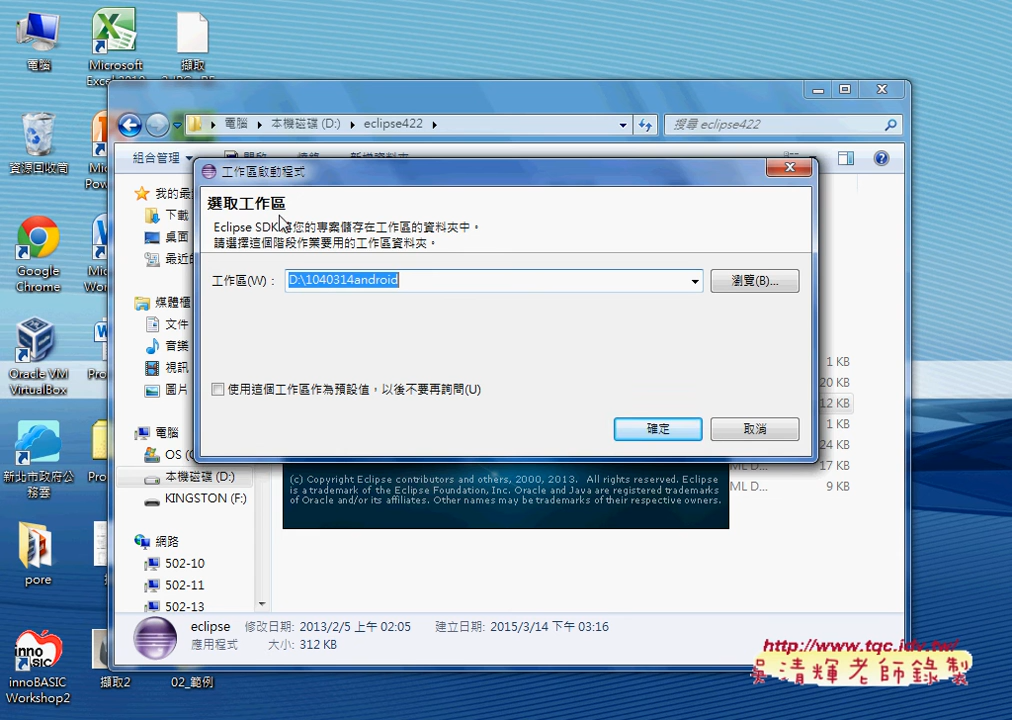 電腦
Microsoft
Excel 2010
擷取
資源回收筒
Google
Chrome
Oracle VM
VirtualBox
新北市政府公
務雲
pore
innoBASIC
Workshop2
擷取2
02_範例
電腦 ▸ 本機磁碟 (D:) ▸ eclipse422 ▸
搜尋 eclipse422
組合管理
下載
桌面
媒體櫃
文件
音樂
視訊
圖片
電腦
本機磁碟 (D:)
KINGSTON (F:)
網路
502-10
502-11
502-13
工作區啟動程式
選取工作區
Eclipse SDK 您的專案儲存在工作區的資料夾中。
請選擇這個階段作業要用的工作區資料夾。
工作區(W)：
D:\1040314android
瀏覽(B)...
使用這個工作區作為預設值，以後不要再詢問(U)
確定
取消
1 KB
20 KB
12 KB
1 KB
24 KB
17 KB
9 KB
(c) Copyright Eclipse contributors and others, 2000, 2013. All rights reserved. Eclipse
is a trademark of the Eclipse Foundation, Inc. Oracle and Java are registered trademarks
of Oracle and/or its affiliates. Other names may be trademarks of their respective owners.
eclipse 修改日期: 2013/2/5 上午 02:05 建立日期: 2015/3/14 下午 03:16
應用程式 大小: 312 KB
http://www.tqc.idv.tw/
吳清輝老師錄製